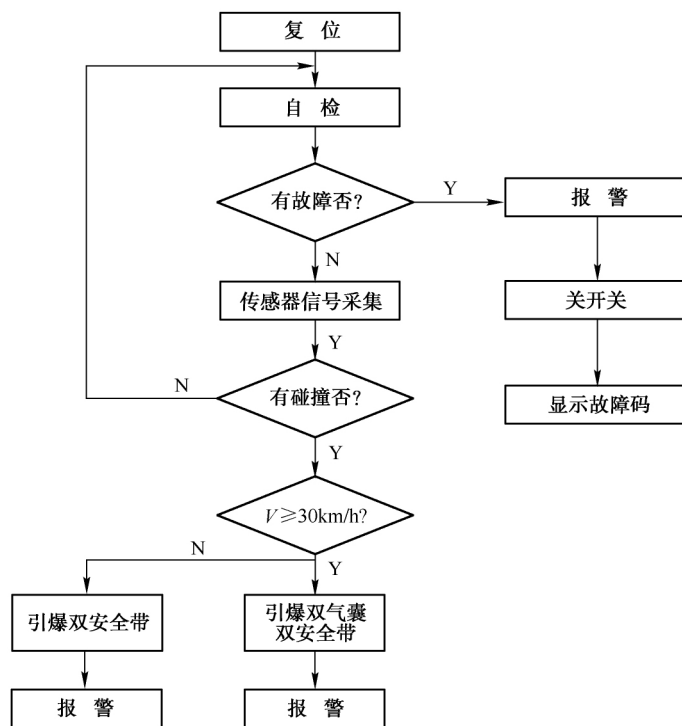 复 位
自 检
有故障否?
Y
报 警
N
传感器信号采集
关开关
Y
N
有碰撞否?
显示故障码
Y
V≥30km/h?
N
Y
引爆双安全带
引爆双气囊
双安全带
报 警
报 警